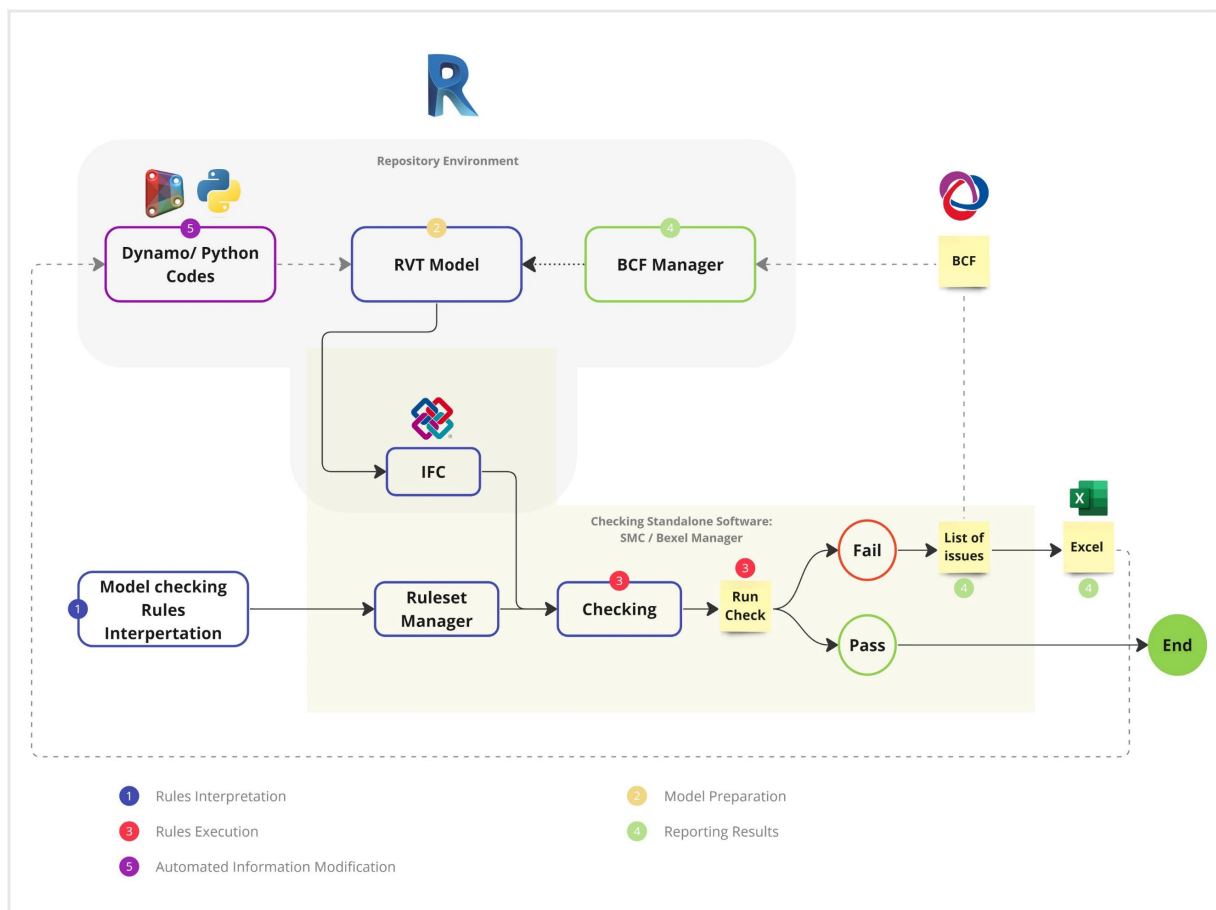 R
Repository Environment
5
2
4
Dynamo/ Python
Codes
RVT Model
BCF Manager
BCF
®
IFC
Checking Standalone Software:
SMC / Bexel Manager
X
1
Model checking
Rules
Interpertation
Ruleset
Manager
3
Checking
3
Run
Check
Fail
Pass
List of
issues
4
Excel
4
End
1 Rules Interpretation
2 Model Preparation
3 Rules Execution
4 Reporting Results
5 Automated Information Modification